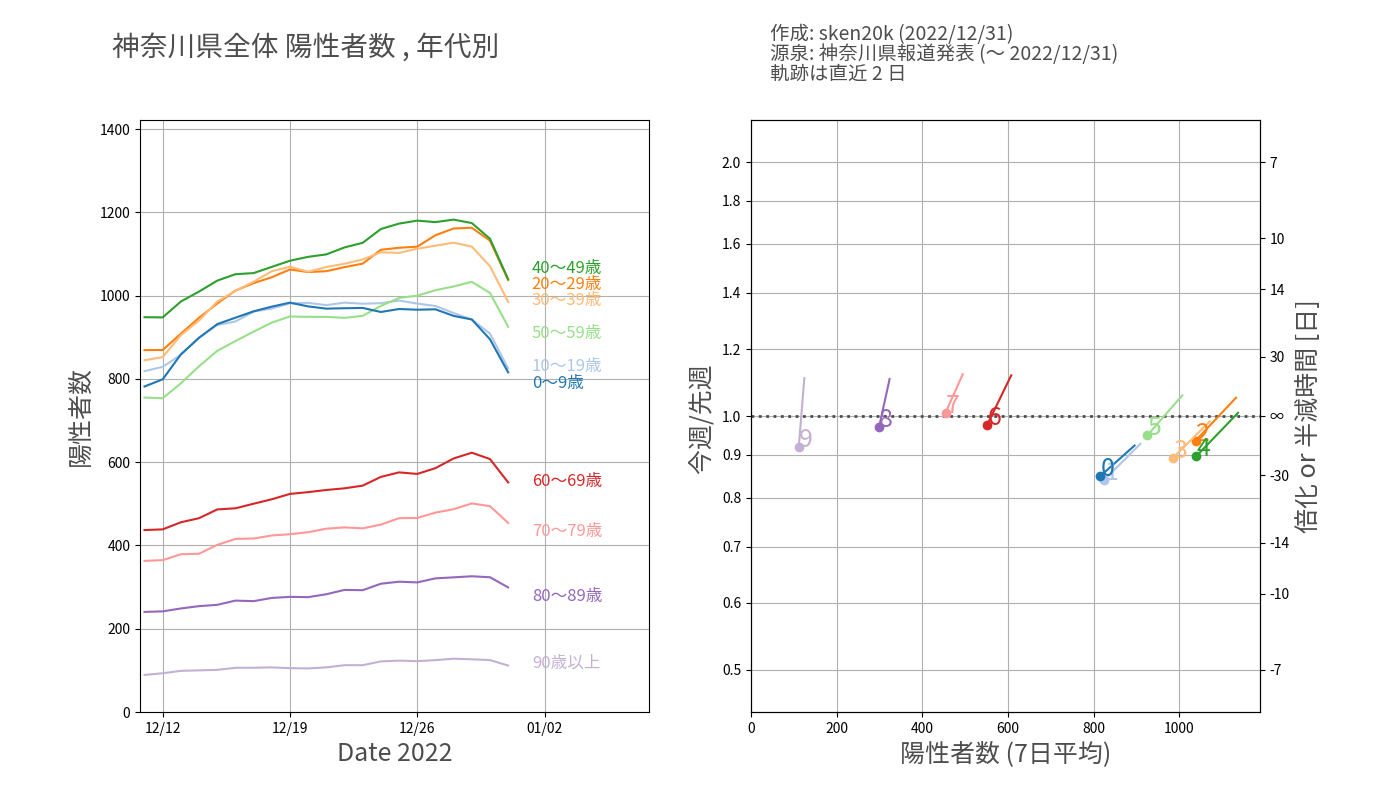 神奈川県全体 陽性者数 , 年代別
作成: sken20k (2022/12/31)
源泉: 神奈川県報道発表 (～ 2022/12/31)
軌跡は直近 2 日
陽性者数
1400
1200
1000
800
600
400
200
0
12/12
12/19
12/26
01/02
Date 2022
40～49歳
20～29歳
30～39歳
50～59歳
10～19歳
0～9歳
60～69歳
70～79歳
80～89歳
90歳以上
今週/先週
2.0
1.8
1.6
1.4
1.2
1.0
0.9
0.8
0.7
0.6
0.5
9
8
7
6
0
1
5
3
2
4
0
200
400
600
800
1000
陽性者数 (7日平均)
7
10
14
30
∞
-30
-14
-10
-7
倍化 or 半減時間 [日]